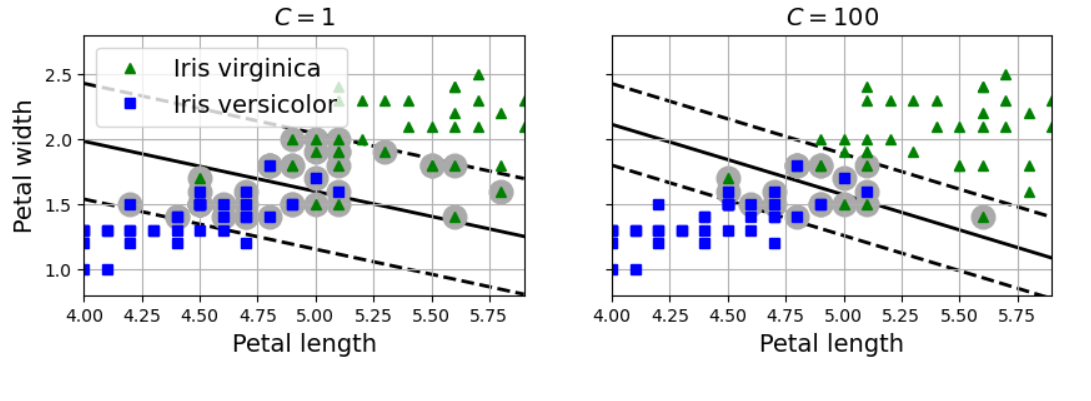 C = 1
C = 100
Iris virginica
Iris versicolor
Petal width
2.5
2.0
1.5
1.0
4.00 4.25 4.50 4.75 5.00 5.25 5.50 5.75
4.00 4.25 4.50 4.75 5.00 5.25 5.50 5.75
Petal length
Petal length